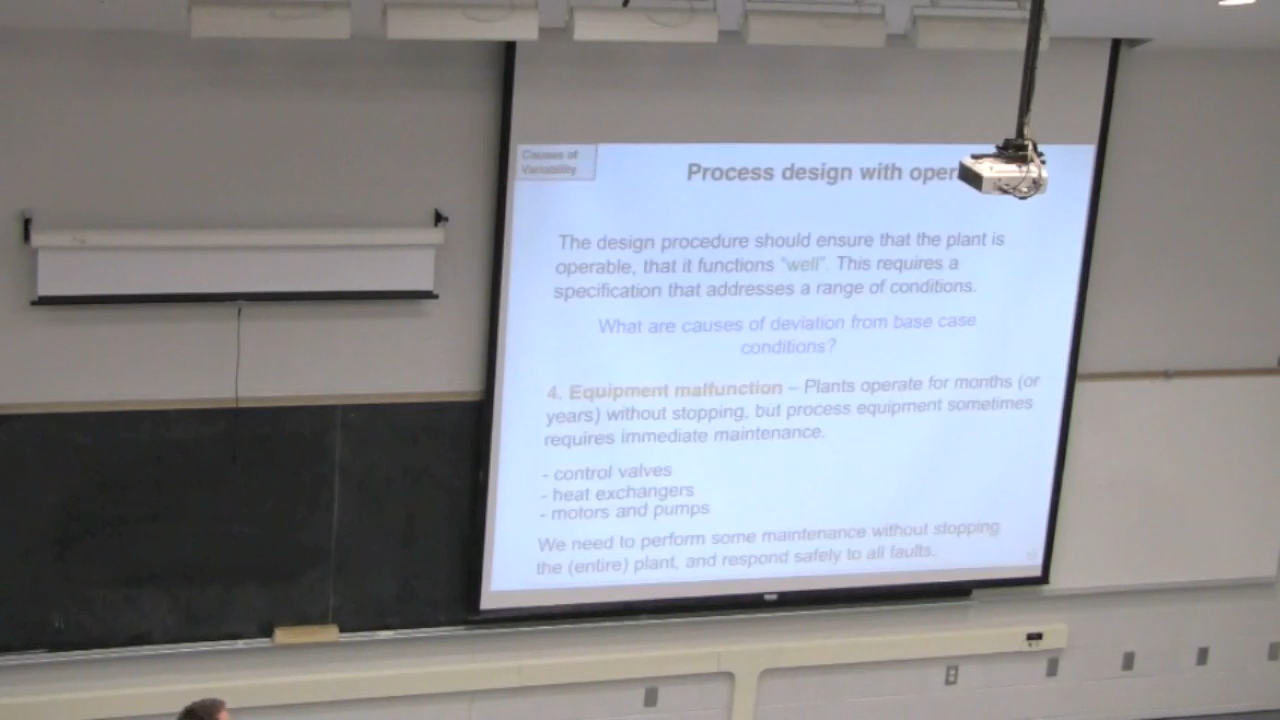 Causes of
Variability
Process design with oper
The design procedure should ensure that the plant is
operable, that it functions "well". This requires a
specification that addresses a range of conditions.
What are causes of deviation from base case
conditions?
4. Equipment malfunction – Plants operate for months (or
years) without stopping, but process equipment sometimes
requires immediate maintenance.
- control valves
- heat exchangers
- motors and pumps
We need to perform some maintenance without stopping
the (entire) plant, and respond safely to all faults.